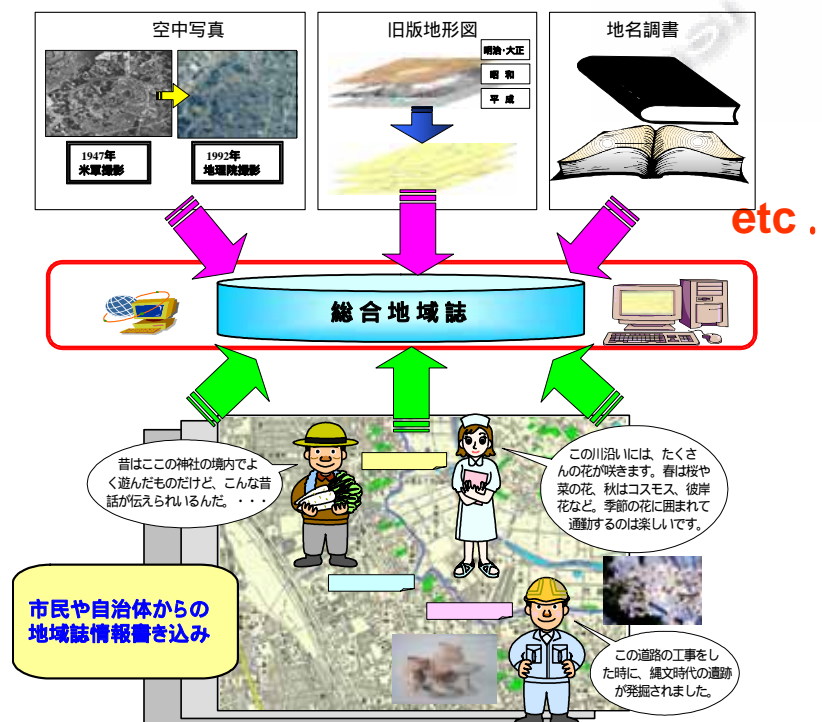 空中写真
1947年
米軍撮影
1992年
地理院撮影
旧版地形図
明治・大正
昭 和
平 成
地名調書
etc .
総合地域誌
昔はここの神社の境内でよ
く遊んだものだけど、こんな昔
話が伝えられいるんだ。・・・
この川沿いには、たくさ
んの花が咲きます。春は桜や
菜の花、秋はコスモス、彼岸
花など。季節の花に囲まれて
通勤するのは楽しいです。
市民や自治体からの
地域誌情報書き込み
この道路の工事をし
た時に、縄文時代の遺跡
が発掘されました。